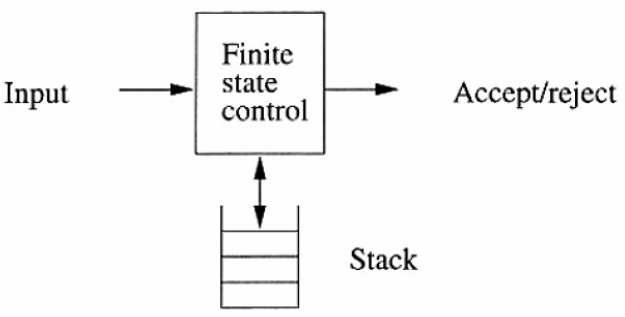 Finite
state
control
Input
Accept/reject
Stack